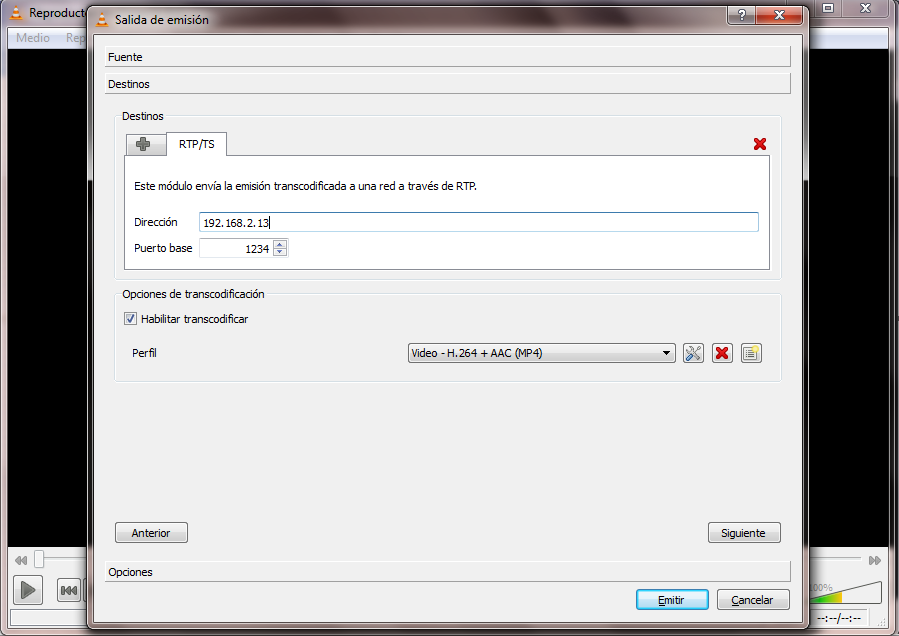 Reproduct
Salida de emisión
?
Medio
Rep
Fuente
Destinos
Destinos
RTP/TS
Este módulo envía la emisión transcodificada a una red a través de RTP.
Dirección 192.168.2.13
Puerto base 1234
Opciones de transcodificación
Habilitar transcodificar
Perfil Video - H.264 + AAC (MP4)
Anterior Siguiente
Opciones
100%
Emitir Cancelar
--:--/--:--